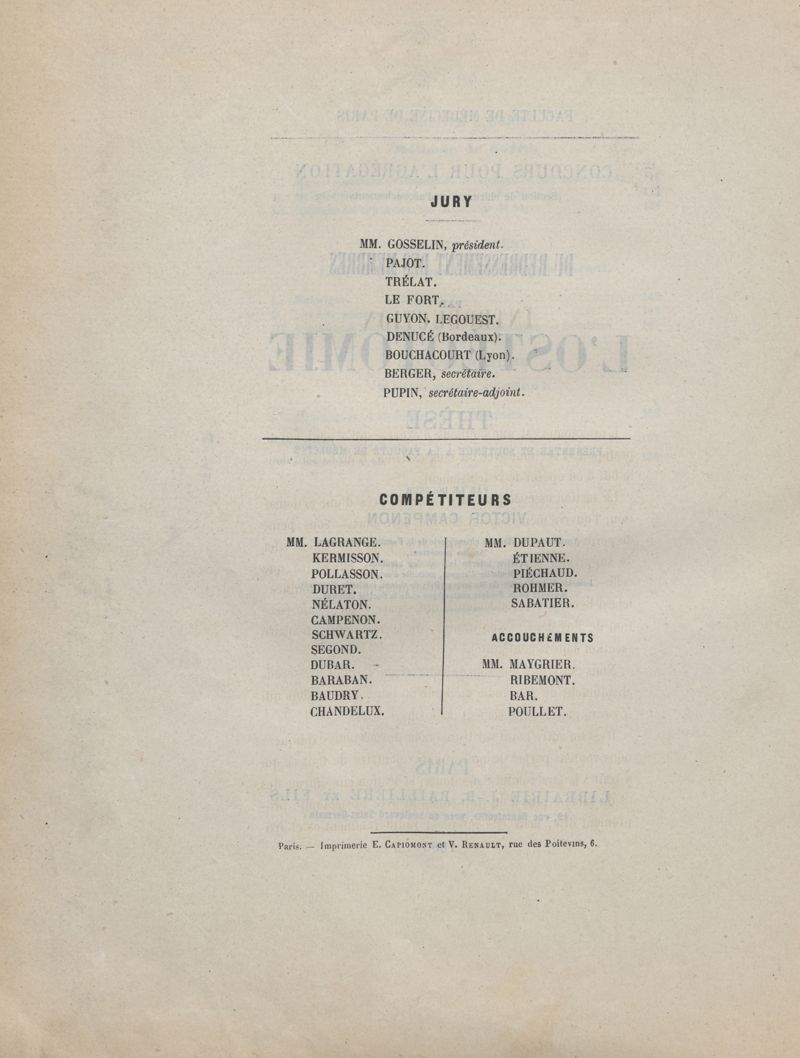 JURY
MM. GOSSELIN, président.
PAJOT.
TRÉLAT.
LE FORT.
GUYON. LEGOUEST.
DENUCÉ (Bordeaux).
BOUCHACOURT (Lyon).
BERGER, secrétaire.
PUPIN, secrétaire-adjoint.
COMPÉTITEURS
MM. LAGRANGE.
KERMISSON.
POLLASSON.
DURET.
NÉLATON.
CAMPENON.
SCHWARTZ.
SEGOND.
DUBAR.
BARABAN.
BAUDRY.
CHANDELUX.
MM. DUPAUT.
ÉTIENNE.
PIÉCHAUD.
ROHMER.
SABATIER.
ACCOUCHÉMENTS
MM. MAYGRIER.
RIBEMONT.
BAR.
POULLET.
Paris. — Imprimerie E. CAPIOMONT et V. RENAULT, rue des Poitevins, 6.